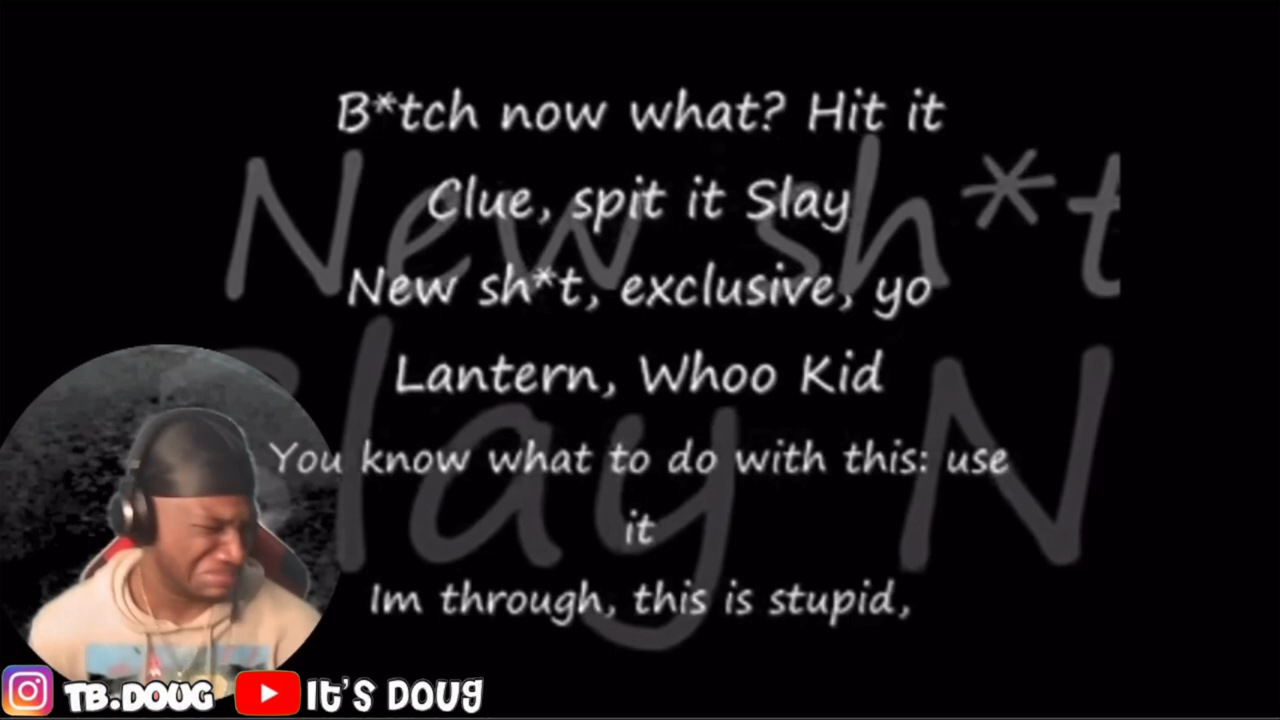 B*tch now what? Hit it
Clue, spit it Slay
New sh*t, exclusive, yo
Lantern, Whoo Kid
You know what to do with this: use
it
Im through, this is stupid,
New sh*t
Slay N
TB.DOUG
IT'S DOUG